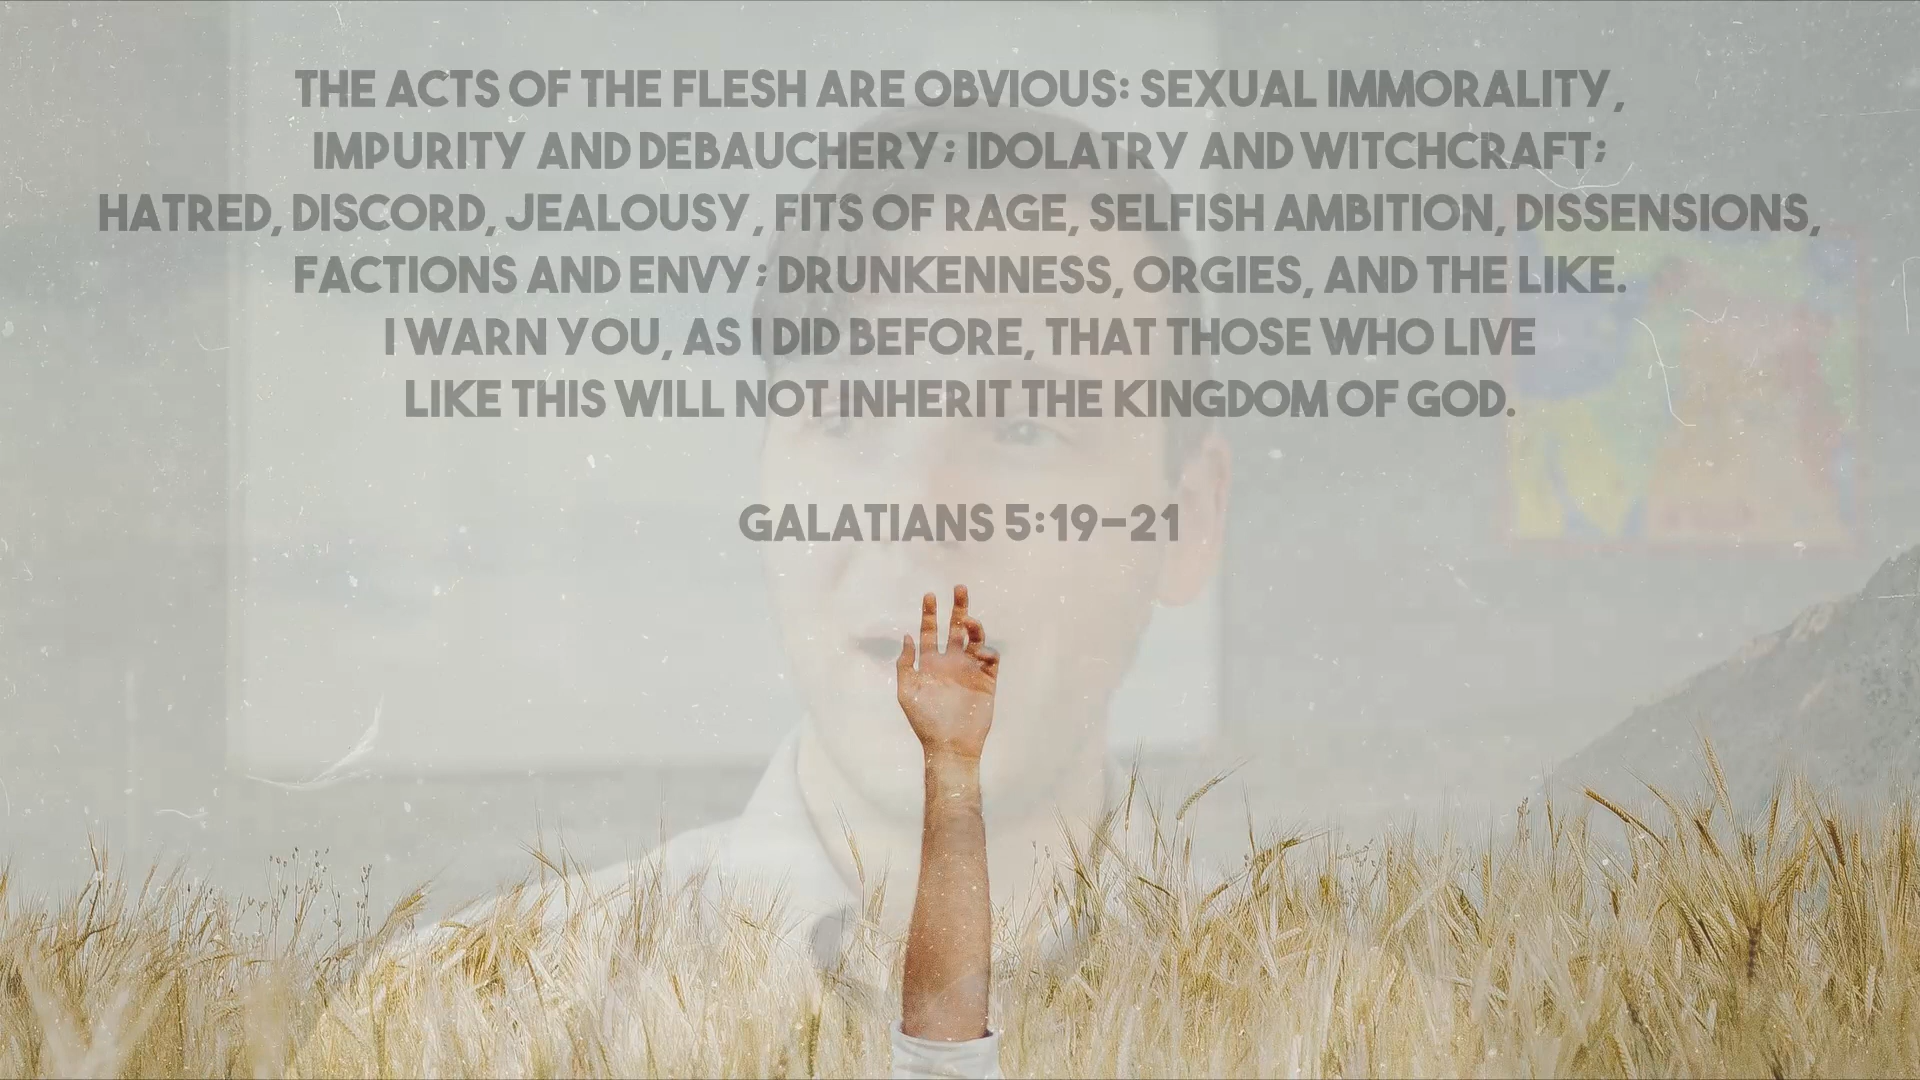 THE ACTS OF THE FLESH ARE OBVIOUS: SEXUAL IMMORALITY,
IMPURITY AND DEBAUCHERY; IDOLATRY AND WITCHCRAFT;
HATRED, DISCORD, JEALOUSY, FITS OF RAGE, SELFISH AMBITION, DISSENSIONS,
FACTIONS AND ENVY; DRUNKENNESS, ORGIES, AND THE LIKE.
I WARN YOU, AS I DID BEFORE, THAT THOSE WHO LIVE
LIKE THIS WILL NOT INHERIT THE KINGDOM OF GOD.
GALATIANS 5:19-21